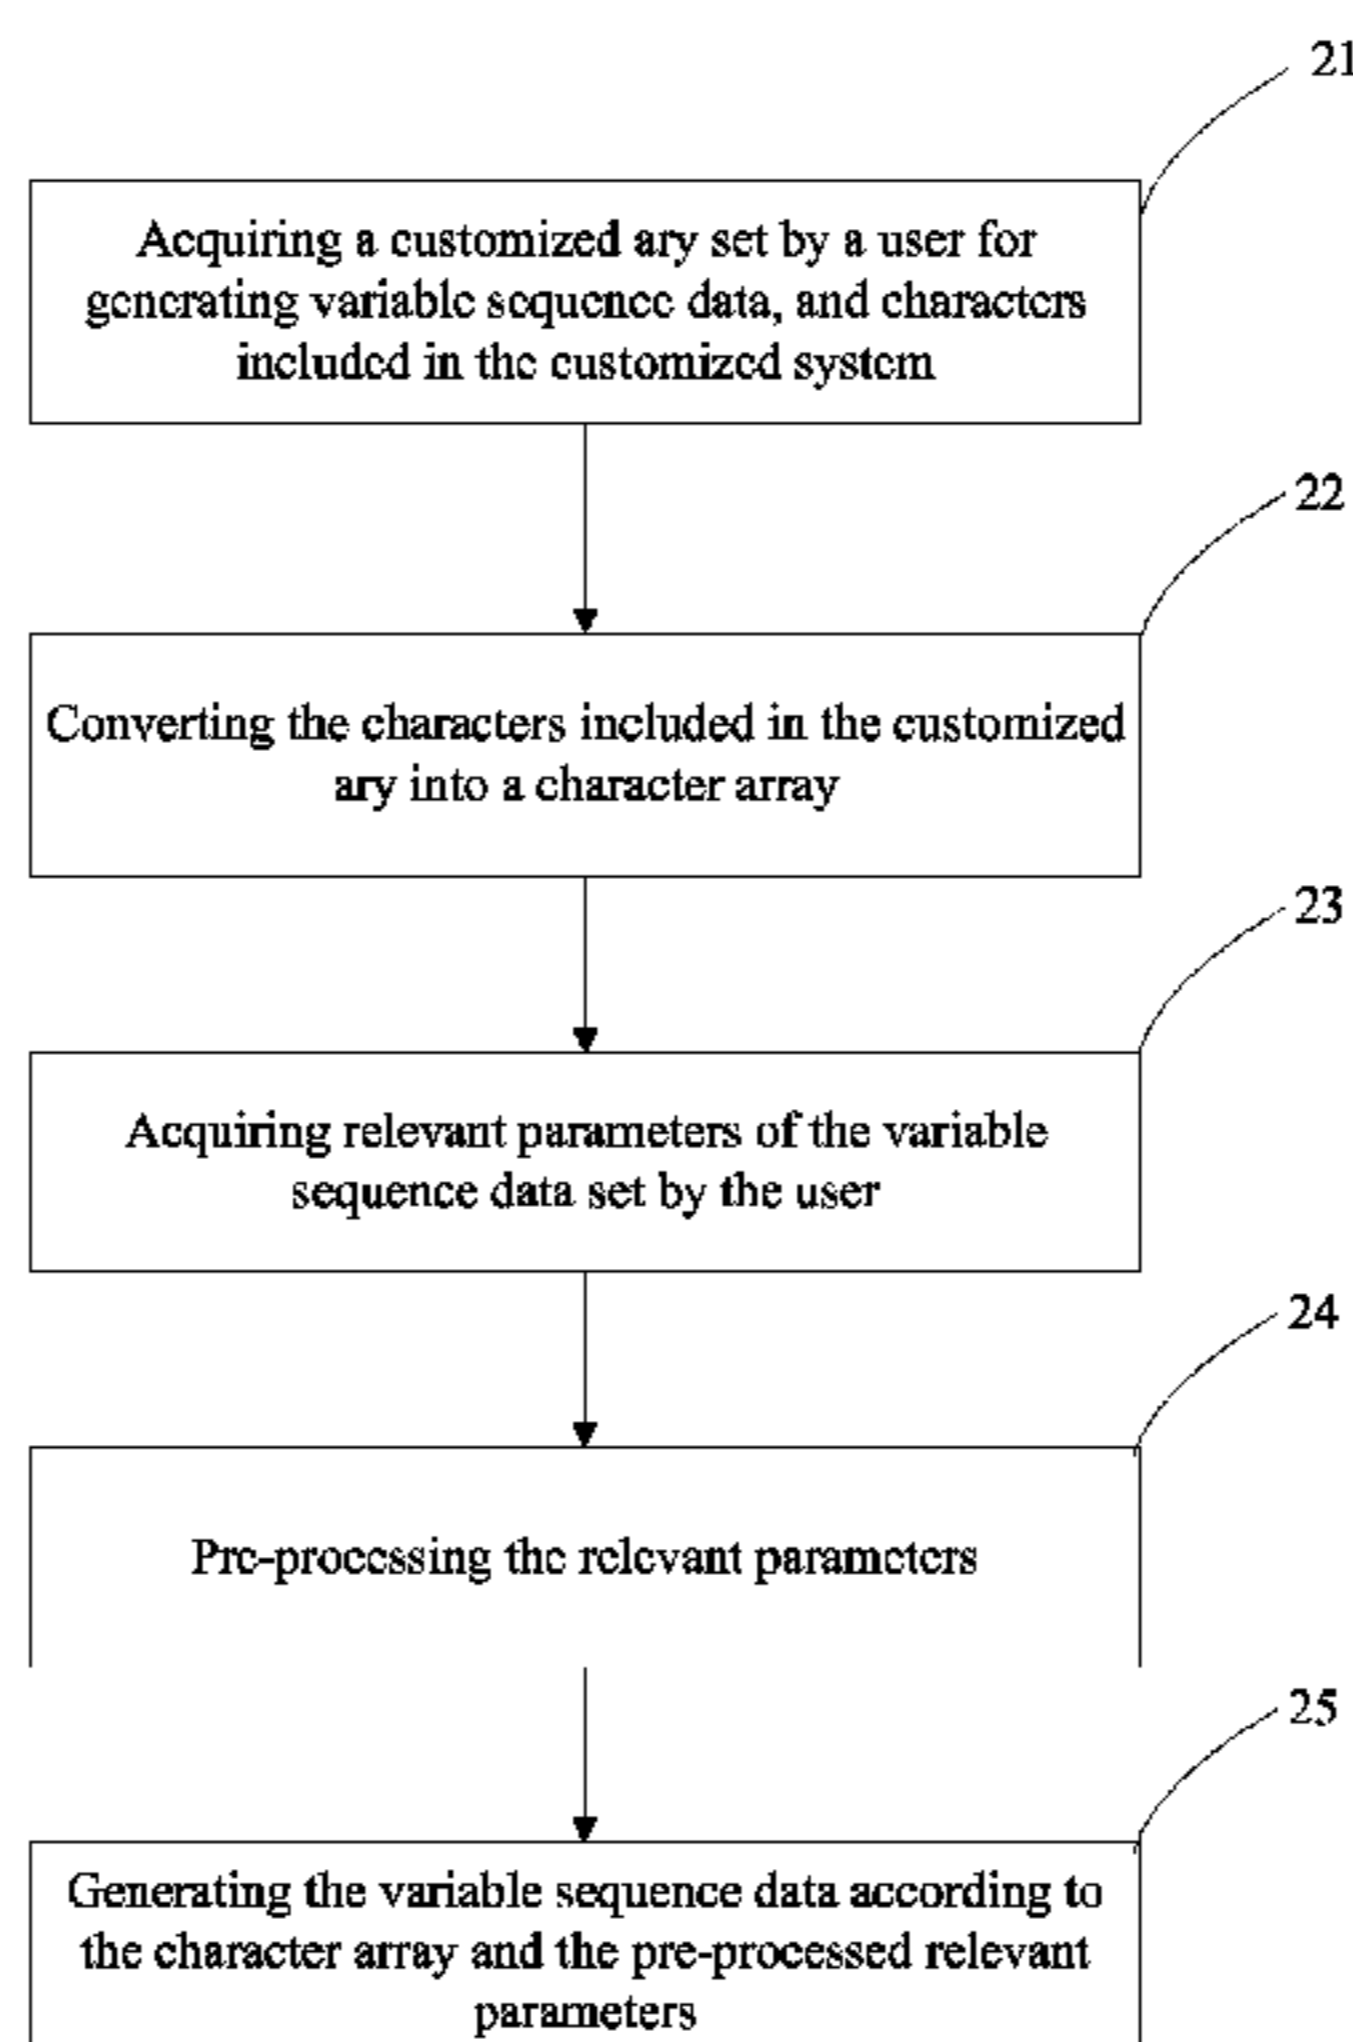 21
Acquiring a customized ary set by a user for
generating variable sequence data, and characters
included in the customized system
22
Converting the characters included in the customized
ary into a character array
23
Acquiring relevant parameters of the variable
sequence data set by the user
24
Pre-processing the relevant parameters
25
Generating the variable sequence data according to
the character array and the pre-processed relevant
parameters